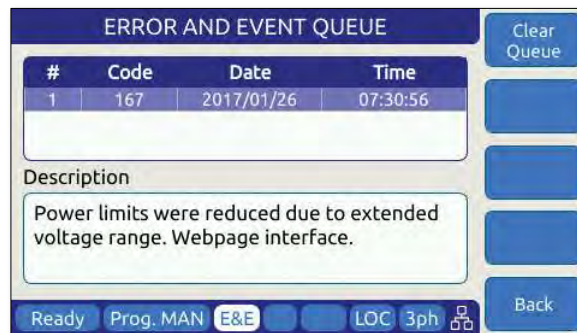 ERROR AND EVENT QUEUE
Clear
Queue
# Code Date Time
1 167 2017/01/26 07:30:56
Description
Power limits were reduced due to extended
voltage range. Webpage interface.
Ready Prog. MAN E&E LOC 3ph
Back